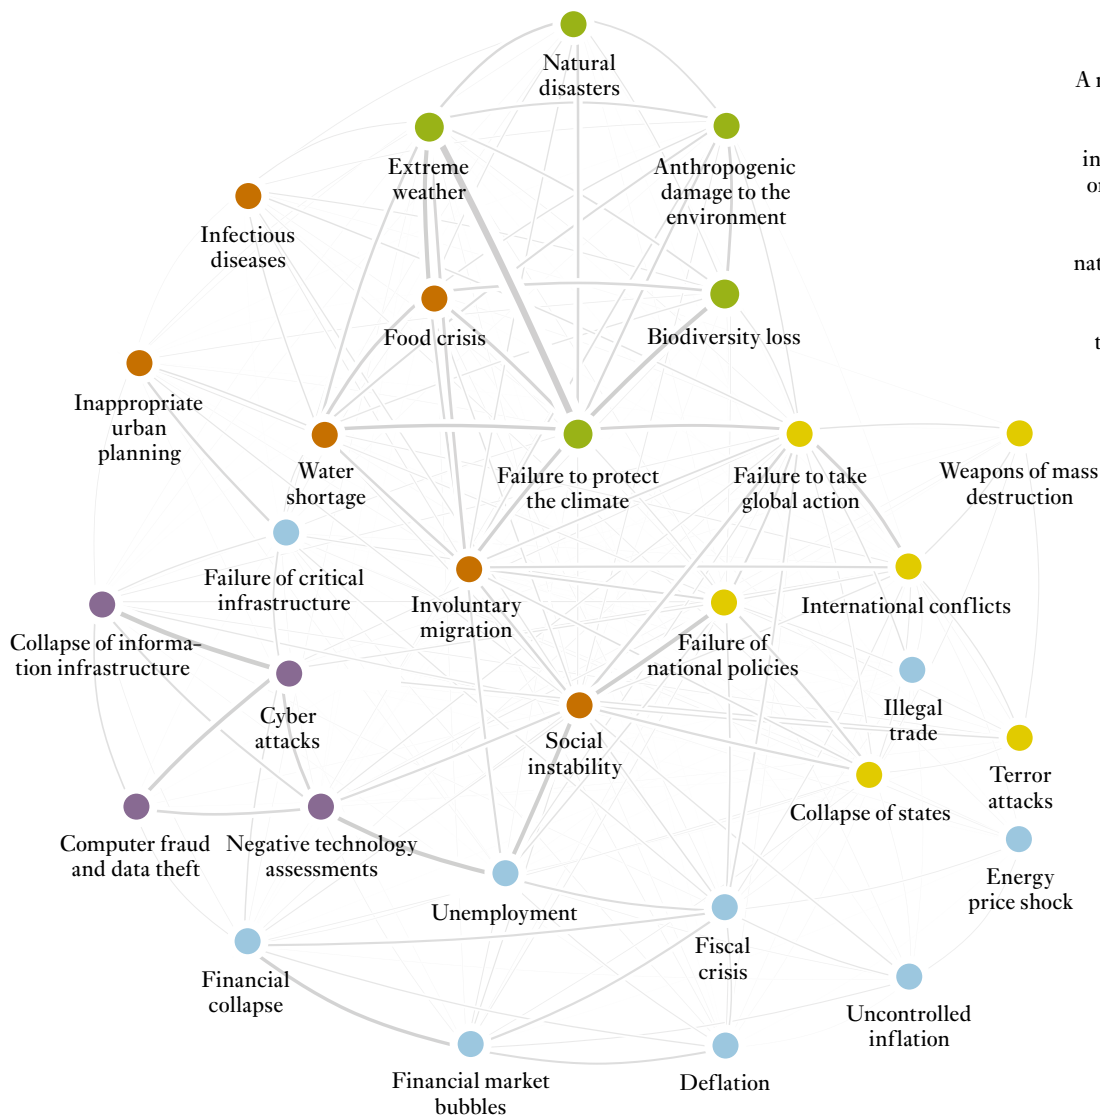 Natural
disasters
A
Extreme
weather
Anthropogenic
damage to the
environment
in
Infectious
diseases
nat
Food crisis
Biodiversity loss
t
Inappropriate
urban
planning
Water
shortage
Failure to protect
the climate
Failure to take
global action
Weapons of mass
destruction
Failure of critical
infrastructure
Involuntary
migration
International conflicts
Collapse of informa–
tion infrastructure
Failure of
national policies
Cyber
attacks
Illegal
trade
Social
instability
Terror
attacks
Collapse of states
Computer fraud
and data theft
Negative technology
assessments
Energy
price shock
Unemployment
Fiscal
crisis
Financial
collapse
Uncontrolled
inflation
Financial market
bubbles
Deflation